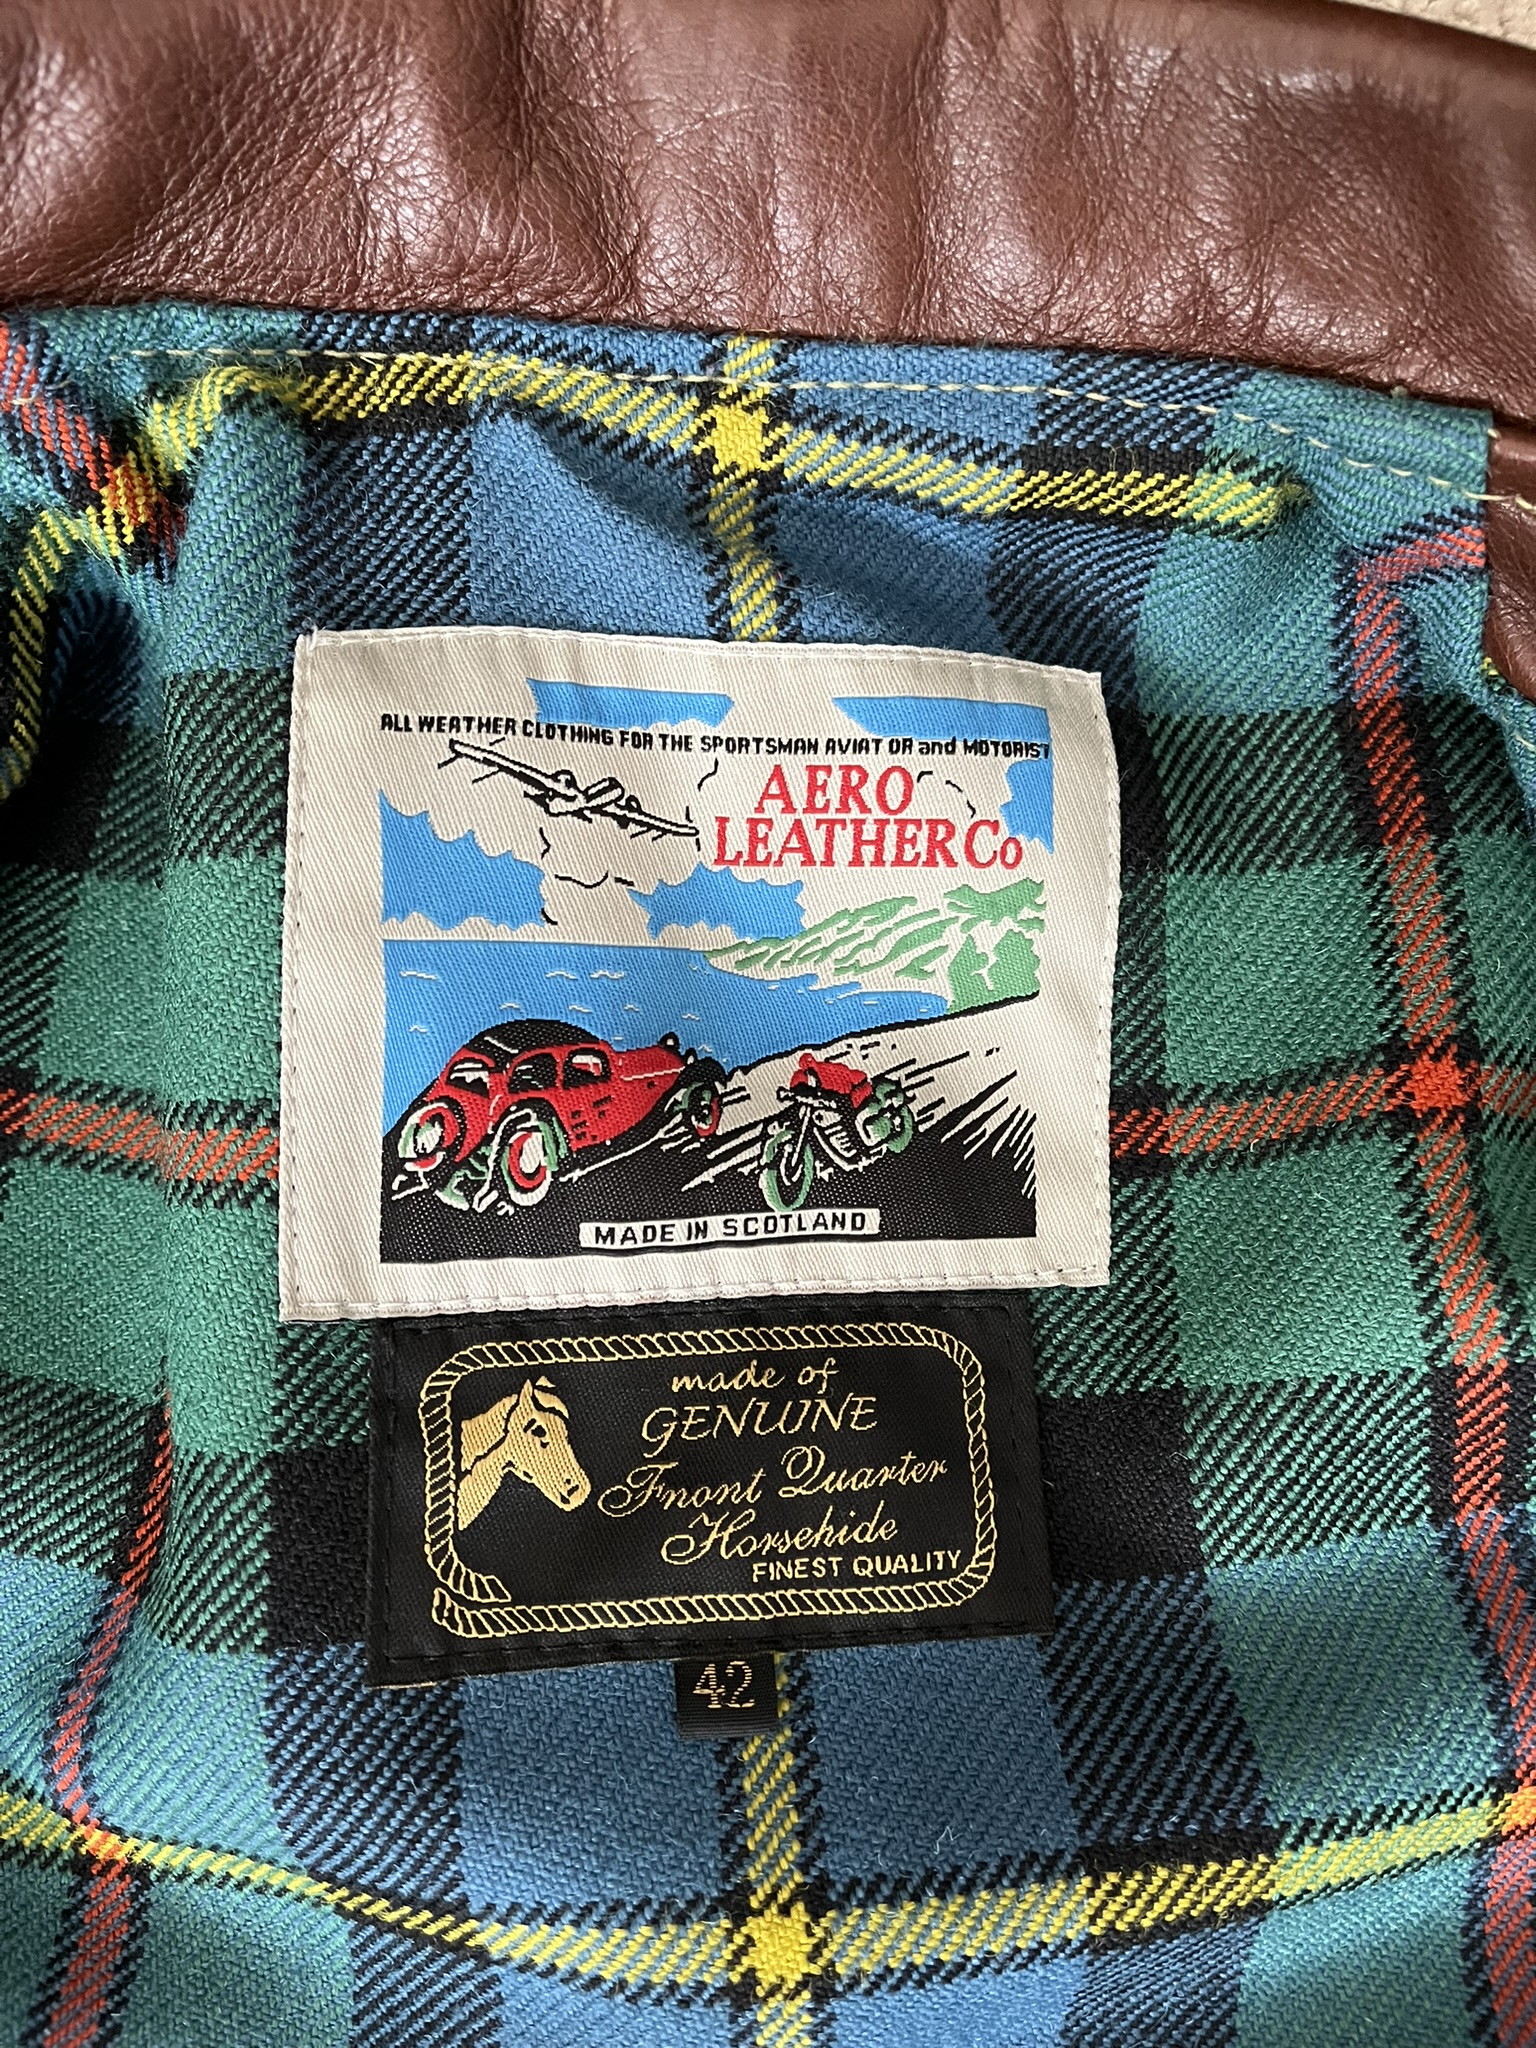 ALL WEATHER CLOTHING FOR THE SPORTSMAN AVIATOR and MOTORIST
AERO
LEATHER Co
MADE IN SCOTLAND
made of
GENUINE
Front Quarter
Horsehide
FINEST QUALITY
42